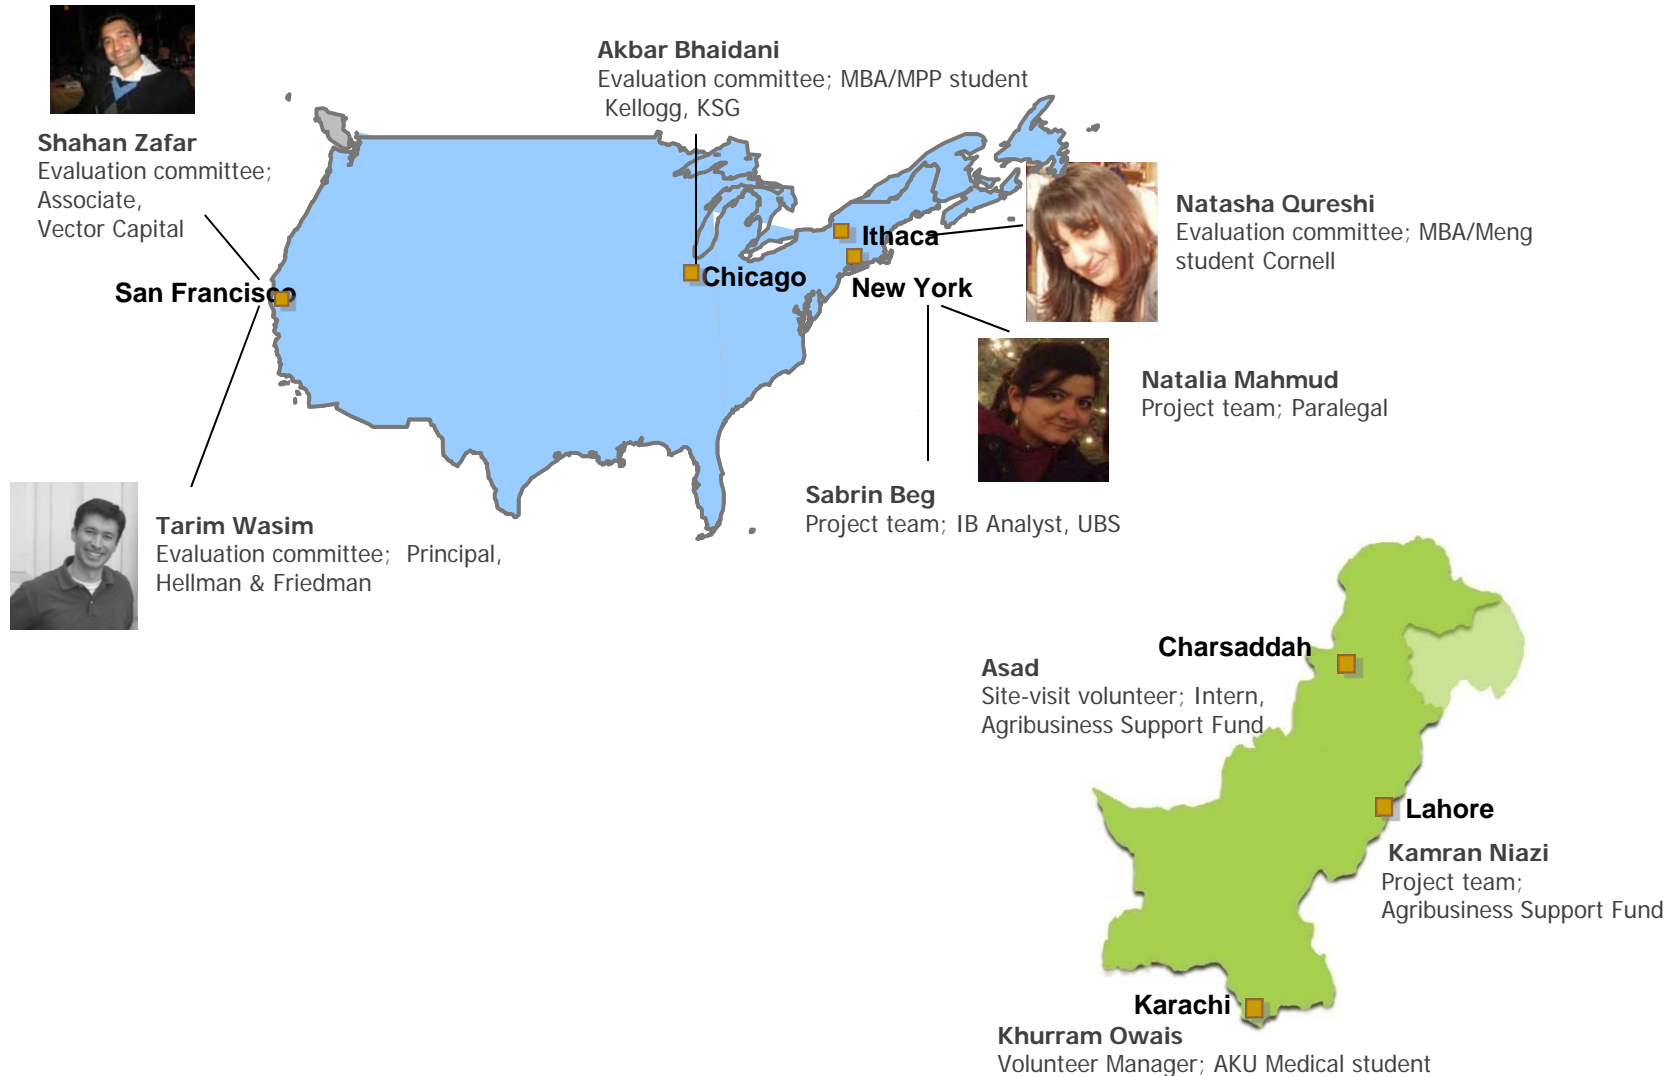 Akbar Bhaidani
Evaluation committee; MBA/MPP student
Kellogg, KSG
Shahan Zafar
Evaluation committee;
Associate,
Vector Capital
Natasha Qureshi
Evaluation committee; MBA/Meng
student Cornell
Ithaca
Chicago
New York
San Francisco
Natalia Mahmud
Project team; Paralegal
Sabrin Beg
Project team; IB Analyst, UBS
Tarim Wasim
Evaluation committee; Principal,
Hellman & Friedman
Charsaddah
Asad
Site-visit volunteer; Intern,
Agribusiness Support Fund
Lahore
Kamran Niazi
Project team;
Agribusiness Support Fund
Karachi
Khurram Owais
Volunteer Manager; AKU Medical student